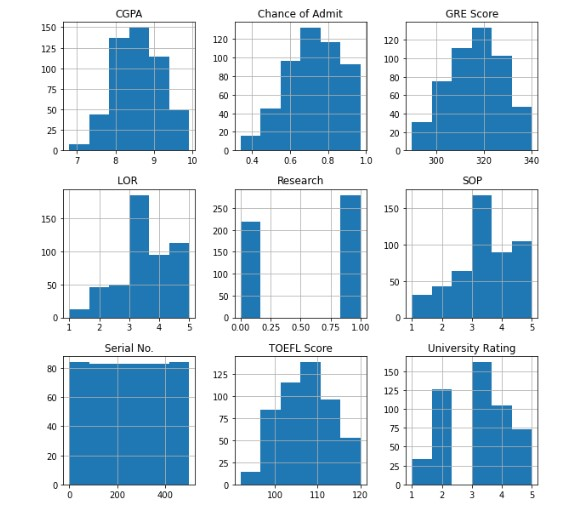 CGPA
Chance of Admit
GRE Score
150
125
100
75
50
25
0
7 8 9 10
120
100
80
60
40
20
0
0.4 0.6 0.8 1.0
120
100
80
60
40
20
0
300 320 340
LOR
Research
SOP
150
100
50
0
1 2 3 4 5
250
200
150
100
50
0
0.00 0.25 0.50 0.75 1.00
150
100
50
0
1 2 3 4 5
Serial No.
TOEFL Score
University Rating
80
60
40
20
0
0 200 400
125
100
75
50
25
0
100 110 120
150
125
100
75
50
25
0
1 2 3 4 5